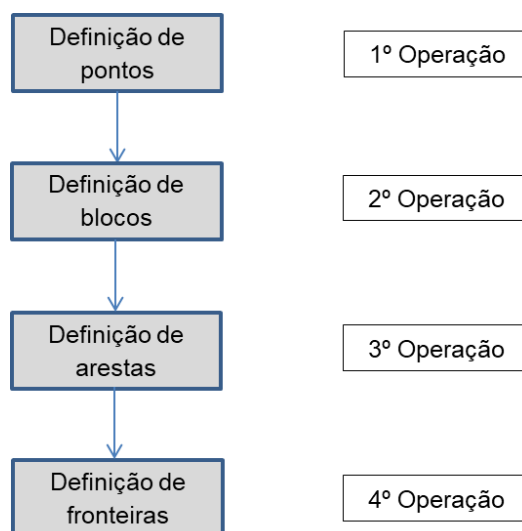 Definição de
pontos
1º Operação
Definição de
blocos
2º Operação
Definição de
arestas
3º Operação
Definição de
fronteiras
4º Operação